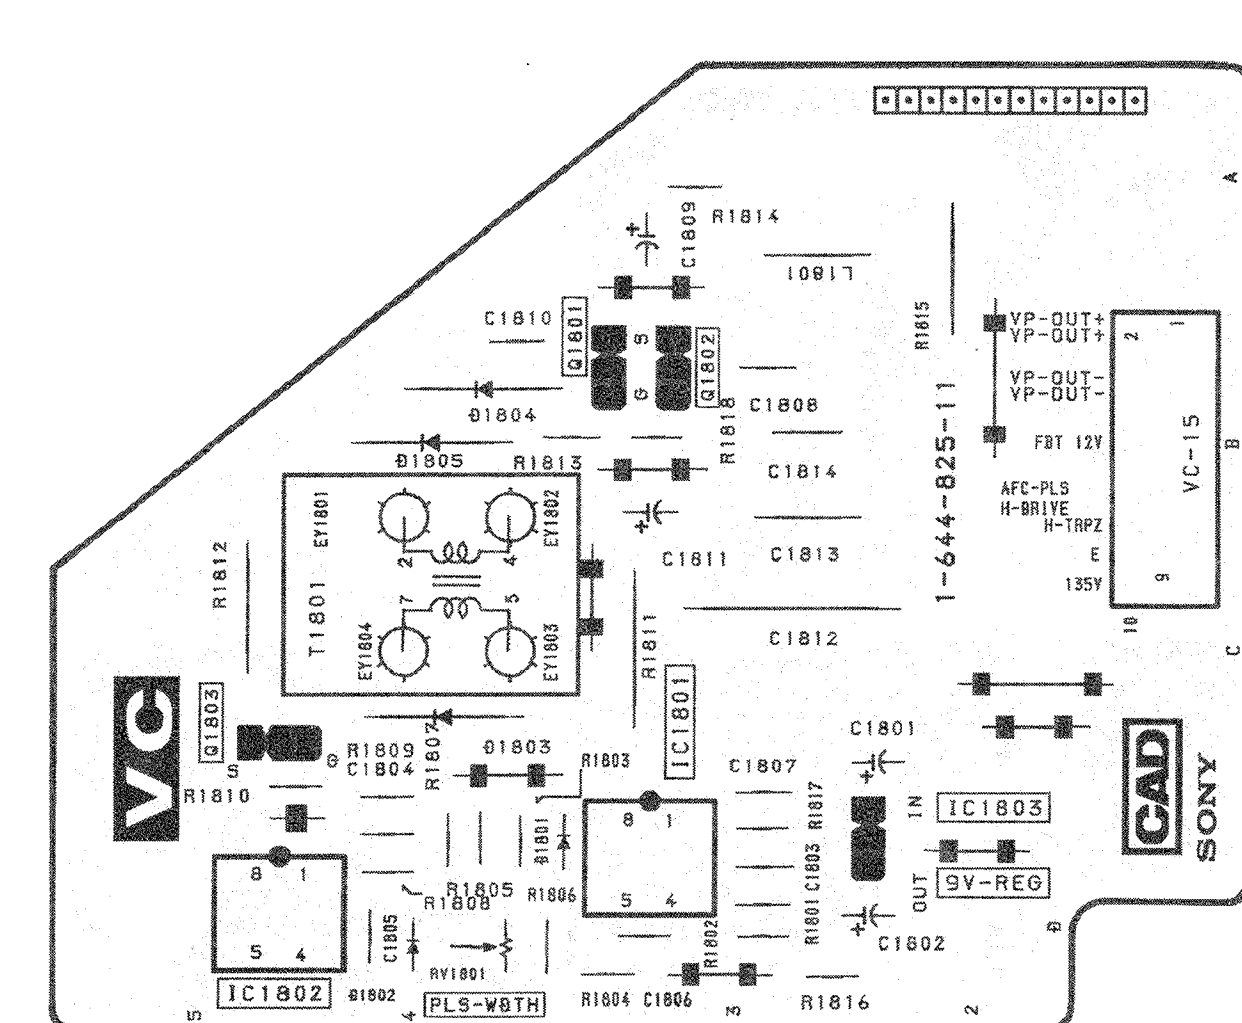 A
C1809
R1814
L1801
R1815
C1810
Q1801
S
Q1802
G
VP-OUT+
VP-OUT+
VP-OUT-
VP-OUT-
2
1
D1804
R1818
C1808
FBT 12V
VC-15
B
D1805
R1813
C1814
AFC-PLS
H-DRIVE
H-TRPZ
1-644-825-11
EY1801
EY1802
2
4
C1811
C1813
E
135V
9
10
R1812
T1801
7
5
EY1804
EY1803
R1811
C1812
C
VC
Q1803
S
G
R1810
R1809
C1804
R1807
D1803
R1803
IC1801
C1807
C1801
R1817
IN
IC1803
CAD
SONY
8
1
5
4
IC1802
D1801
R1805
R1808
R1806
8
1
5
4
C1803
R1801
OUT
9V-REG
C1802
D
C1805
D1802
RV1801
PLS-WDTH
R1804
C1806
R1802
R1816
5
4
3
2